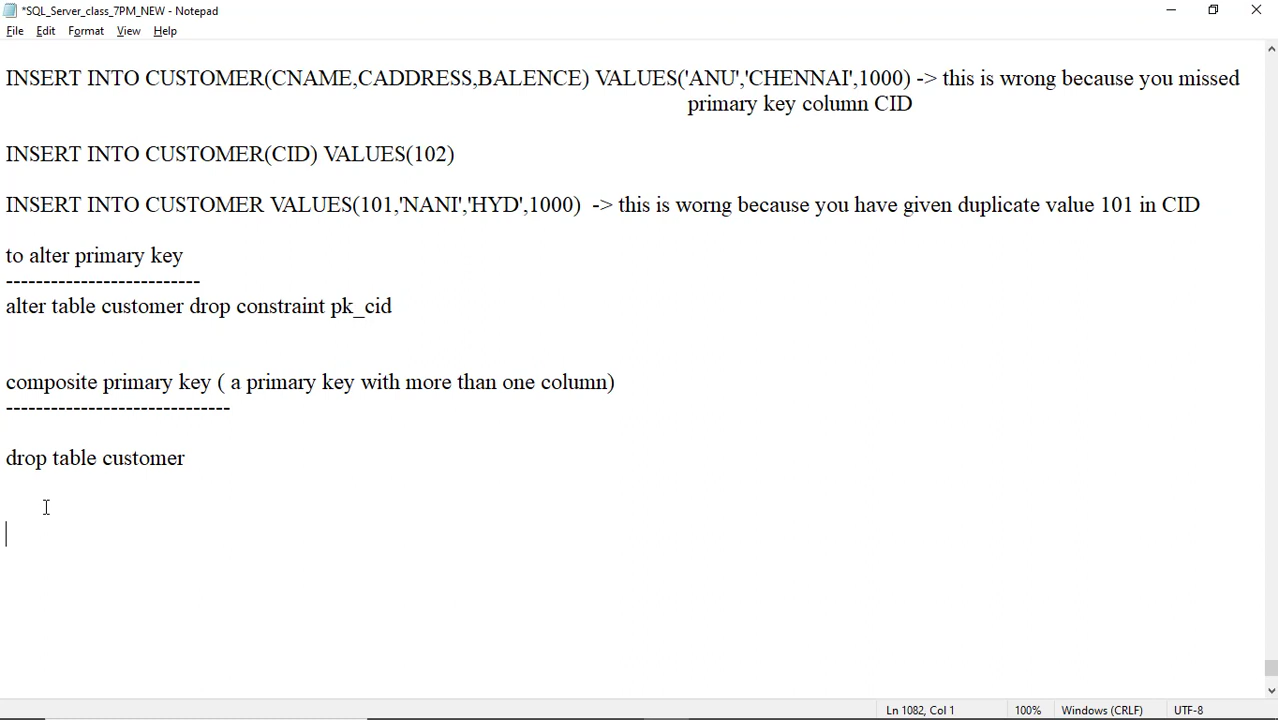 *SQL_Server_class_7PM_NEW - Notepad
File Edit Format View Help
INSERT INTO CUSTOMER(CNAME,CADDRESS,BALENCE) VALUES('ANU','CHENNAI',1000) -> this is wrong because you missed
primary key column CID
INSERT INTO CUSTOMER(CID) VALUES(102)
INSERT INTO CUSTOMER VALUES(101,'NANI','HYD',1000) -> this is worng because you have given duplicate value 101 in CID
to alter primary key
--------------------------
alter table customer drop constraint pk_cid
composite primary key ( a primary key with more than one column)
------------------------------
drop table customer
Ln 1082, Col 1 100% Windows (CRLF) UTF-8